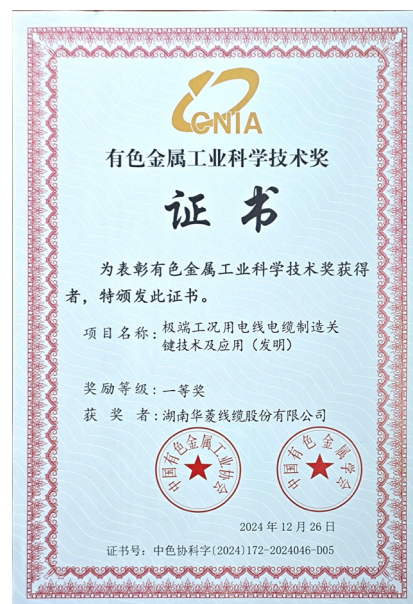 CNIA
有色金属工业科学技术奖
证书
为表彰有色金属工业科学技术奖获得
者，特颁发此证书。
项目名称：极端工况用电线电缆制造关
键技术及应用（发明）
奖励等级：一等奖
获奖者：湖南华菱线缆股份有限公司
中国有色金属工业协会
中国有色金属学会
2024年12月26日
证书号：中色协科字〔2024〕172-2024046-D05